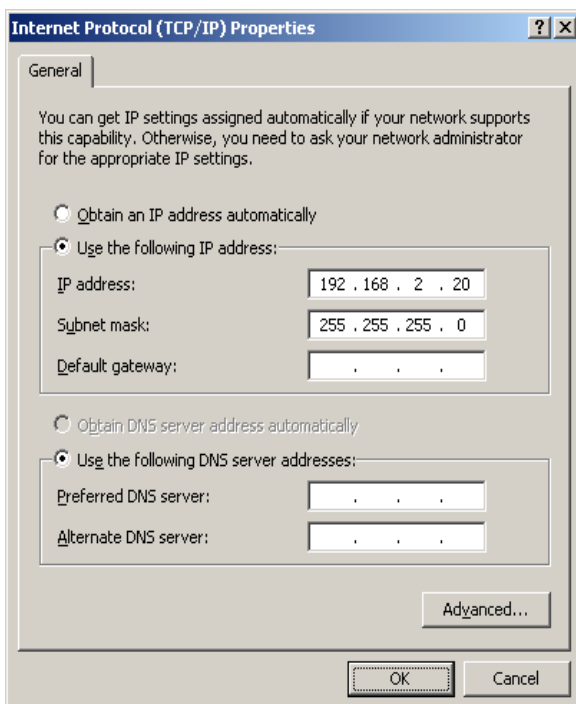 Internet Protocol (TCP/IP) Properties
General
You can get IP settings assigned automatically if your network supports
this capability. Otherwise, you need to ask your network administrator
for the appropriate IP settings.
Obtain an IP address automatically
Use the following IP address:
IP address: 192 . 168 . 2 . 20
Subnet mask: 255 . 255 . 255 . 0
Default gateway: . . .
Obtain DNS server address automatically
Use the following DNS server addresses:
Preferred DNS server: . . .
Alternate DNS server: . . .
Advanced...
OK Cancel